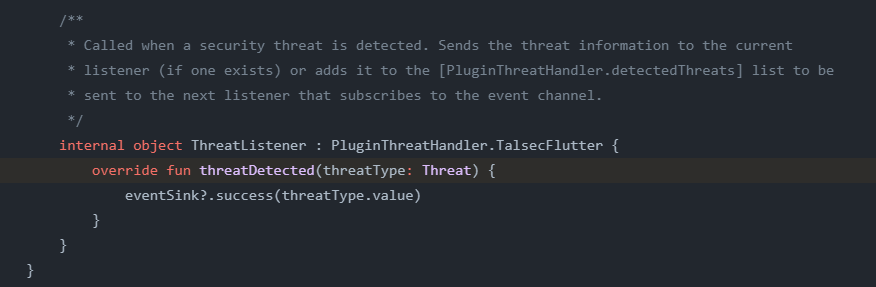 /**
 * Called when a security threat is detected. Sends the threat information to the current
 * listener (if one exists) or adds it to the [PluginThreatHandler.detectedThreats] list to be
 * sent to the next listener that subscribes to the event channel.
 */
internal object ThreatListener : PluginThreatHandler.TalsecFlutter {
    override fun threatDetected(threatType: Threat) {
        eventSink?.success(threatType.value)
    }
}
}